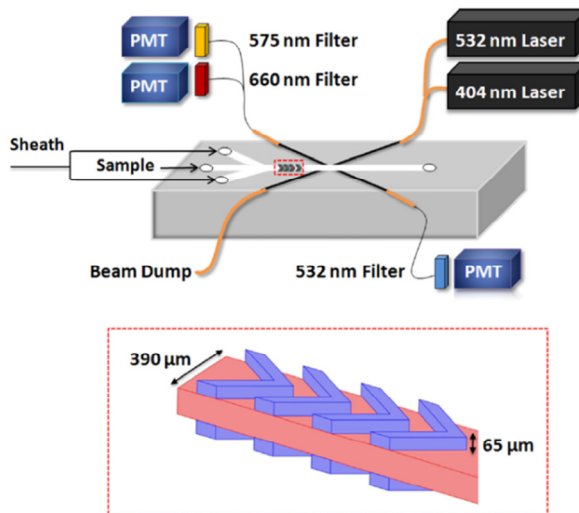 PMT
575 nm Filter
532 nm Laser
PMT
660 nm Filter
404 nm Laser
Sheath
Sample
Beam Dump
532 nm Filter
PMT
390 μm
65 μm